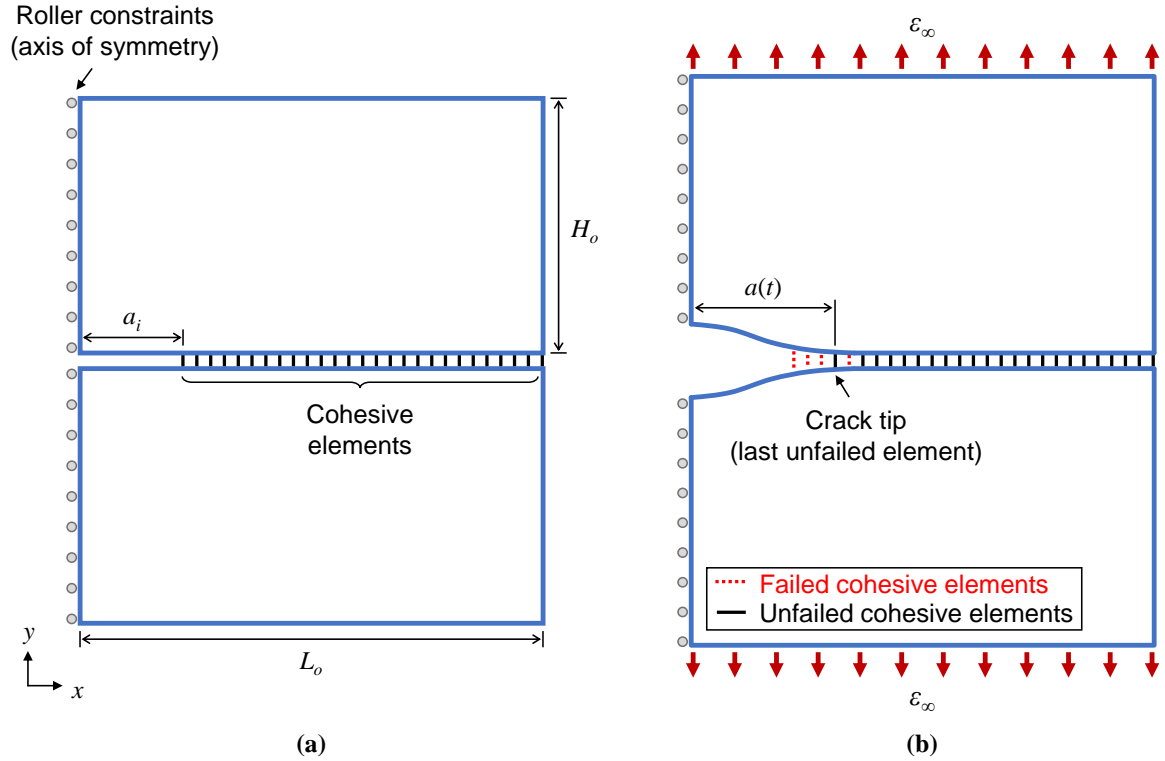 Roller constraints
(axis of symmetry)
a_i
H_o
Cohesive
elements
L_o
y
x
(a)
ε_∞
a(t)
Crack tip
(last unfailed element)
Failed cohesive elements
Unfailed cohesive elements
ε_∞
(b)